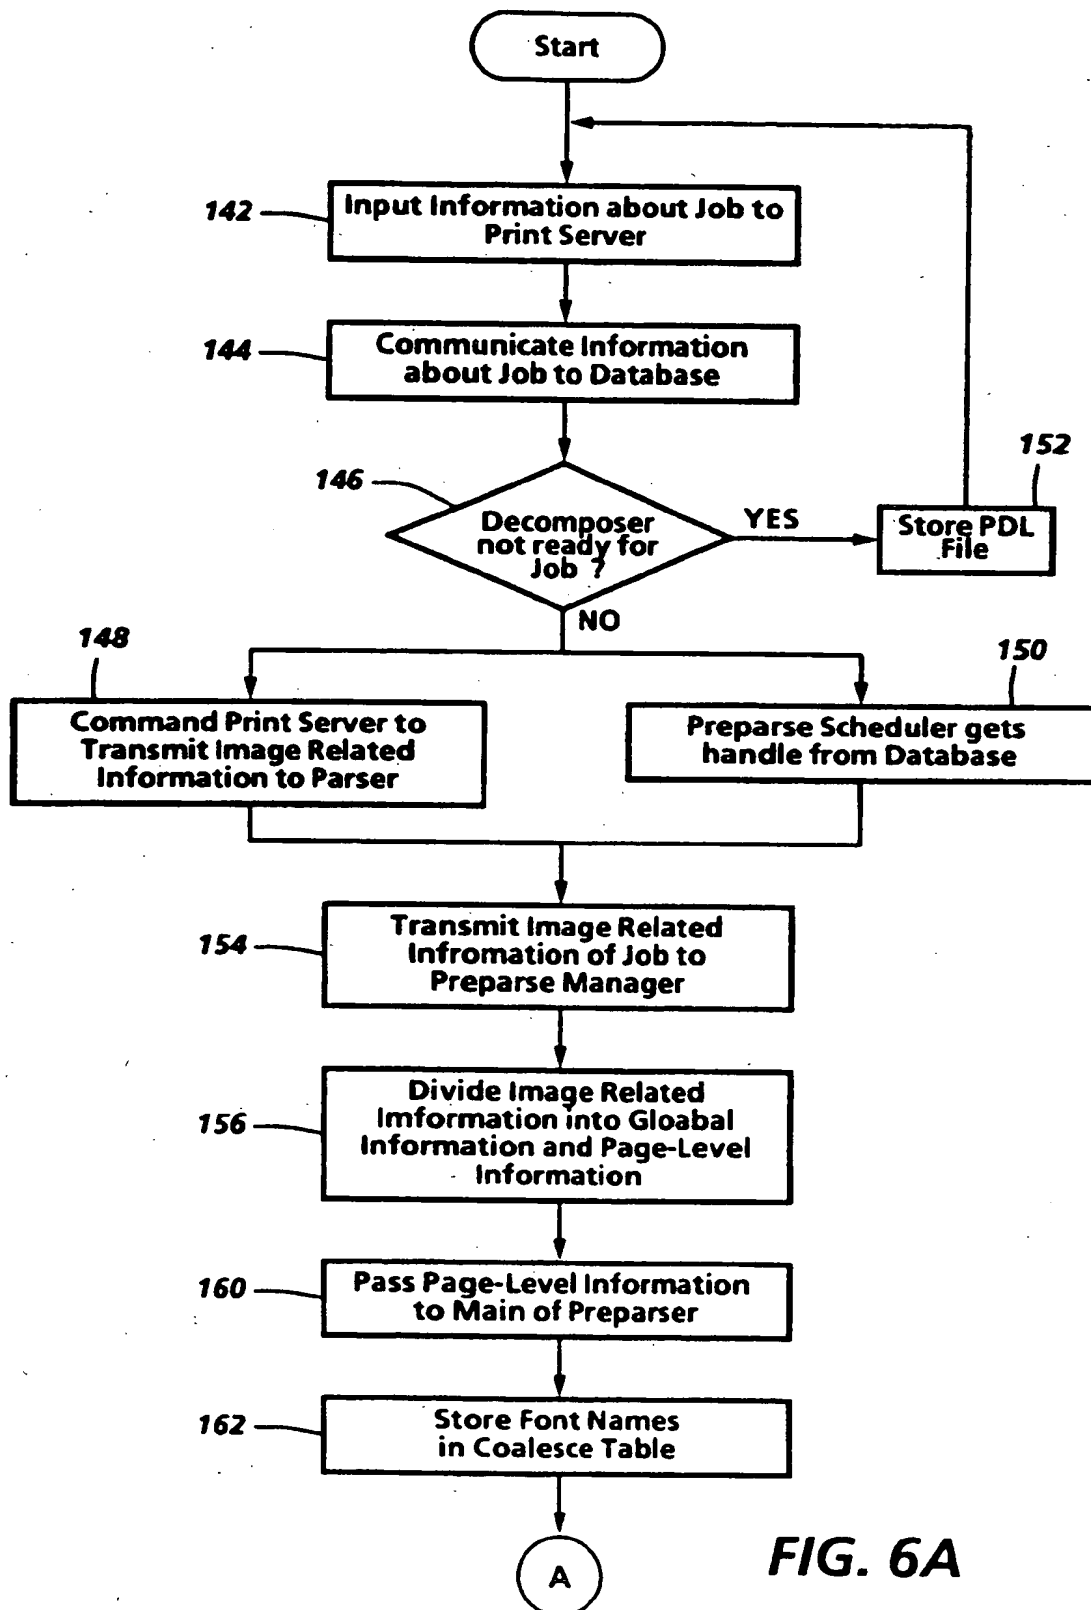 Start
142
Input Information about Job to
Print Server
144
Communicate Information
about Job to Database
152
146
Decomposer
not ready for
Job ?
YES
Store PDL
File
NO
148
150
Command Print Server to
Transmit Image Related
Information to Parser
Preparse Scheduler gets
handle from Database
154
Transmit Image Related
Infromation of Job to
Preparse Manager
156
Divide Image Related
Imformation into Gloabal
Information and Page-Level
Information
160
Pass Page-Level Information
to Main of Preparser
162
Store Font Names
in Coalesce Table
A
FIG. 6A